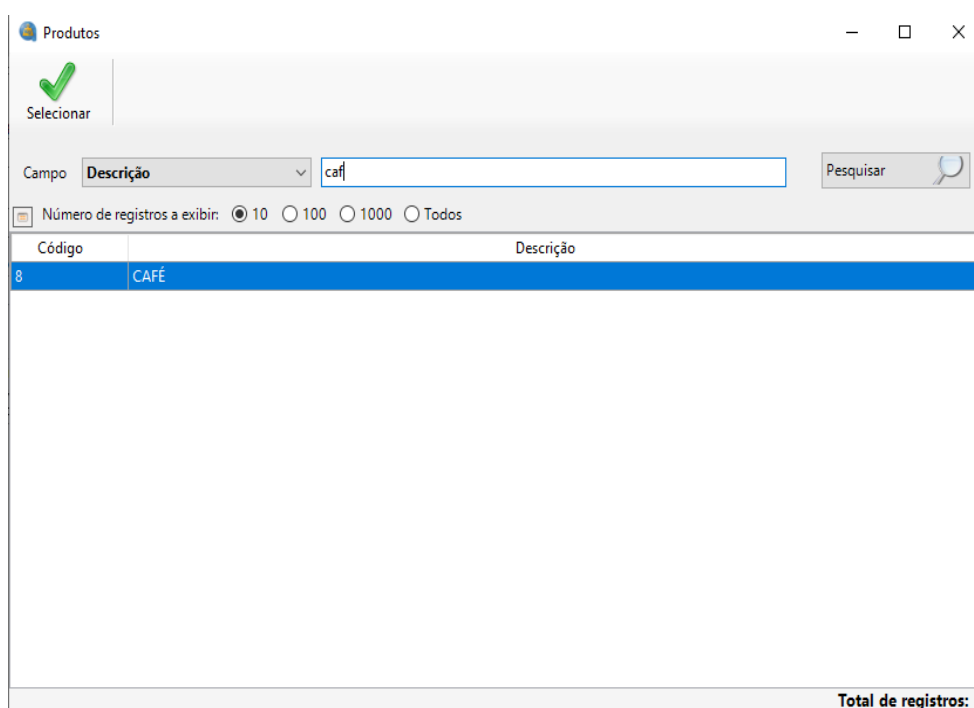 Produtos
Selecionar
Campo Descrição caf Pesquisar
Número de registros a exibir: 10 100 1000 Todos
Código Descrição
8 CAFÉ
Total de registros: